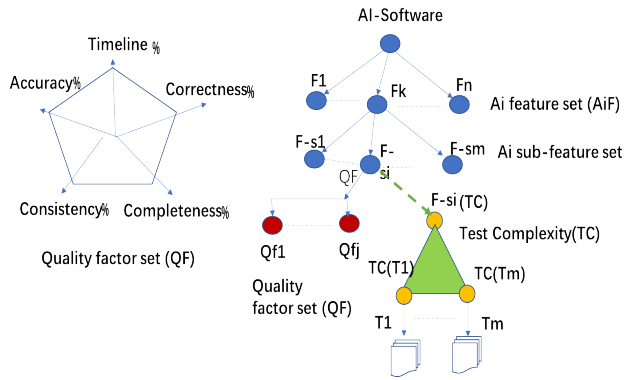 AI-Software
Timeline %
Accuracy%
Correctness%
Consistency%
Completeness%
Quality factor set (QF)
F1
Fk
Fn
Ai feature set (AiF)
F-s1
F-
si
F-sm
Ai sub-feature set
QF
Qf1
Qfj
Quality
factor set (QF)
F-si (TC)
Test Complexity(TC)
TC(T1)
TC(Tm)
T1
Tm